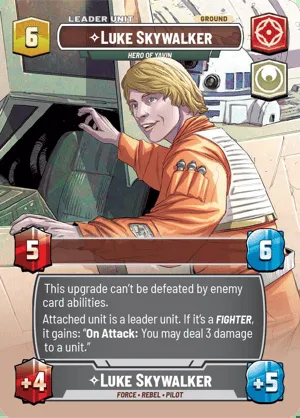 LEADER UNIT
GROUND
6
✧LUKE SKYWALKER
HERO OF YAVIN
5
6
This upgrade can't be defeated by enemy
card abilities.
Attached unit is a leader unit. If it's a FIGHTER,
it gains: "On Attack: You may deal 3 damage
to a unit."
+4
✧LUKE SKYWALKER
+5
FORCE • REBEL • PILOT